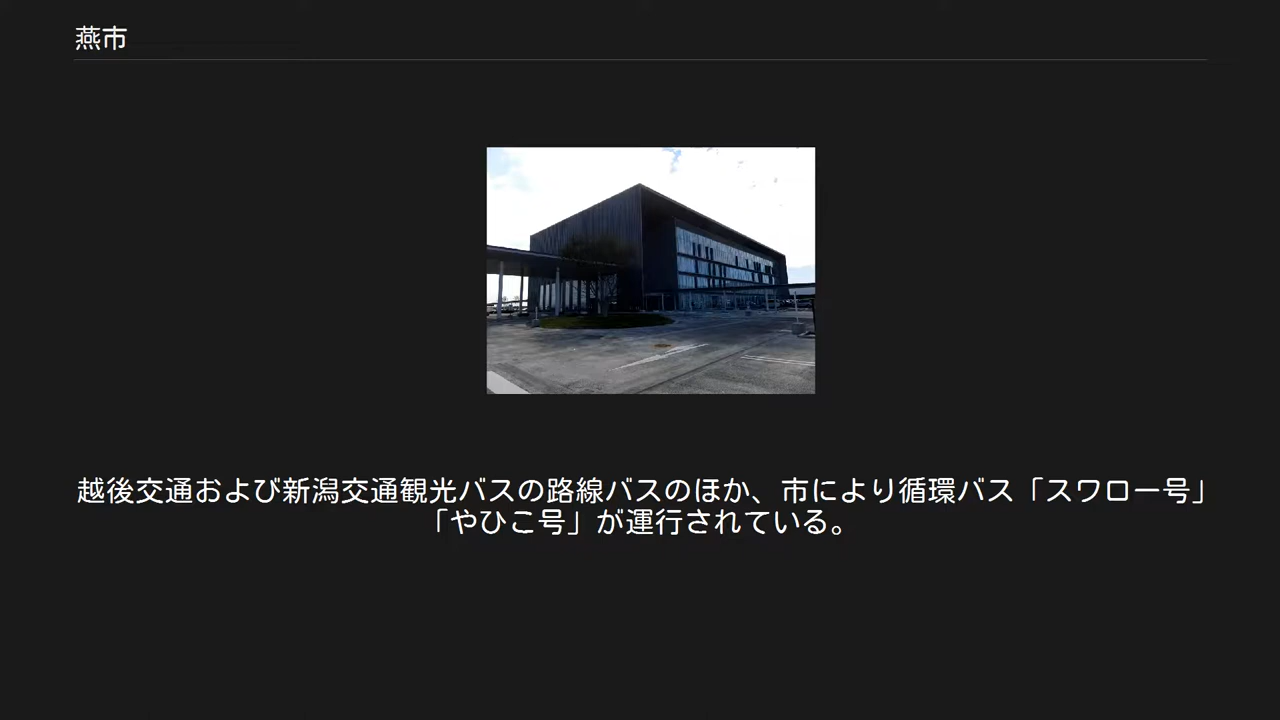 燕市
越後交通および新潟交通観光バスの路線バスのほか、市により循環バス「スワロー号」
「やひこ号」が運行されている。